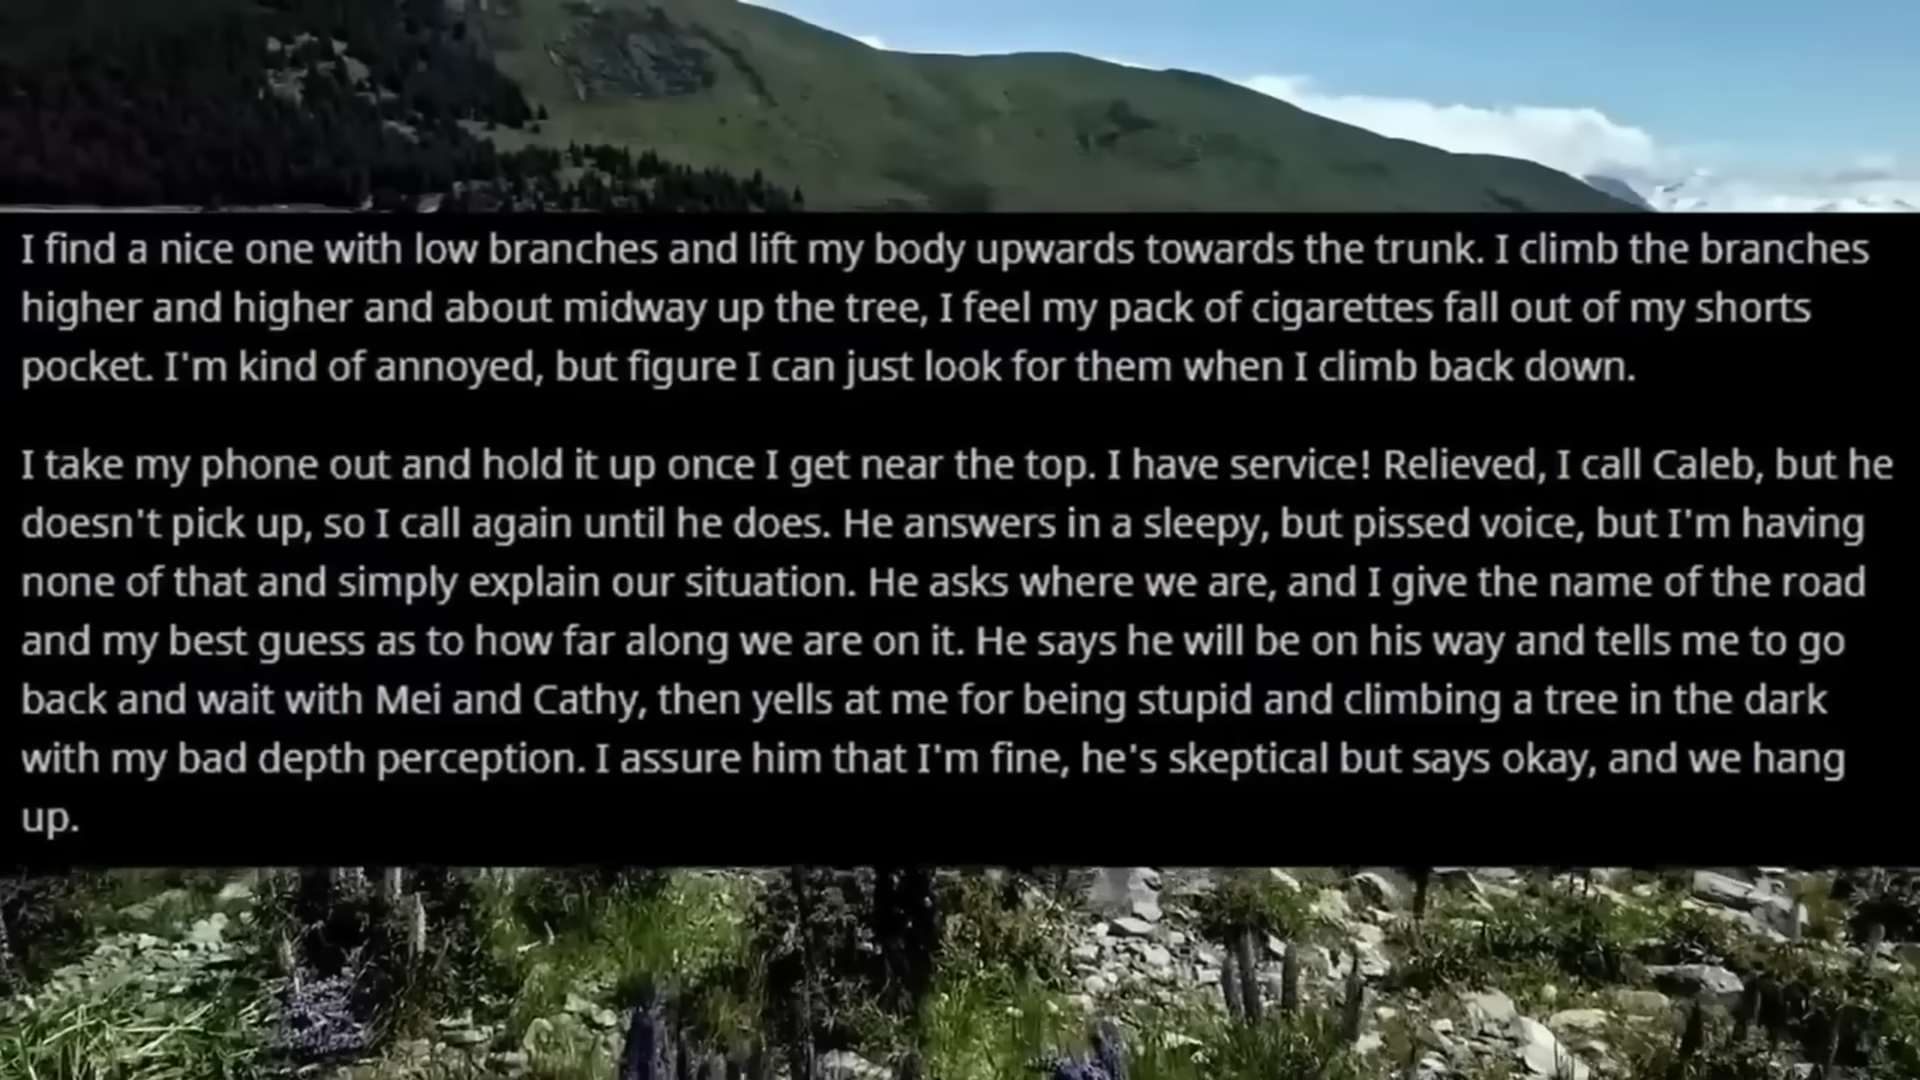 I find a nice one with low branches and lift my body upwards towards the trunk. I climb the branches
higher and higher and about midway up the tree, I feel my pack of cigarettes fall out of my shorts
pocket. I'm kind of annoyed, but figure I can just look for them when I climb back down.
I take my phone out and hold it up once I get near the top. I have service! Relieved, I call Caleb, but he
doesn't pick up, so I call again until he does. He answers in a sleepy, but pissed voice, but I'm having
none of that and simply explain our situation. He asks where we are, and I give the name of the road
and my best guess as to how far along we are on it. He says he will be on his way and tells me to go
back and wait with Mei and Cathy, then yells at me for being stupid and climbing a tree in the dark
with my bad depth perception. I assure him that I'm fine, he's skeptical but says okay, and we hang
up.